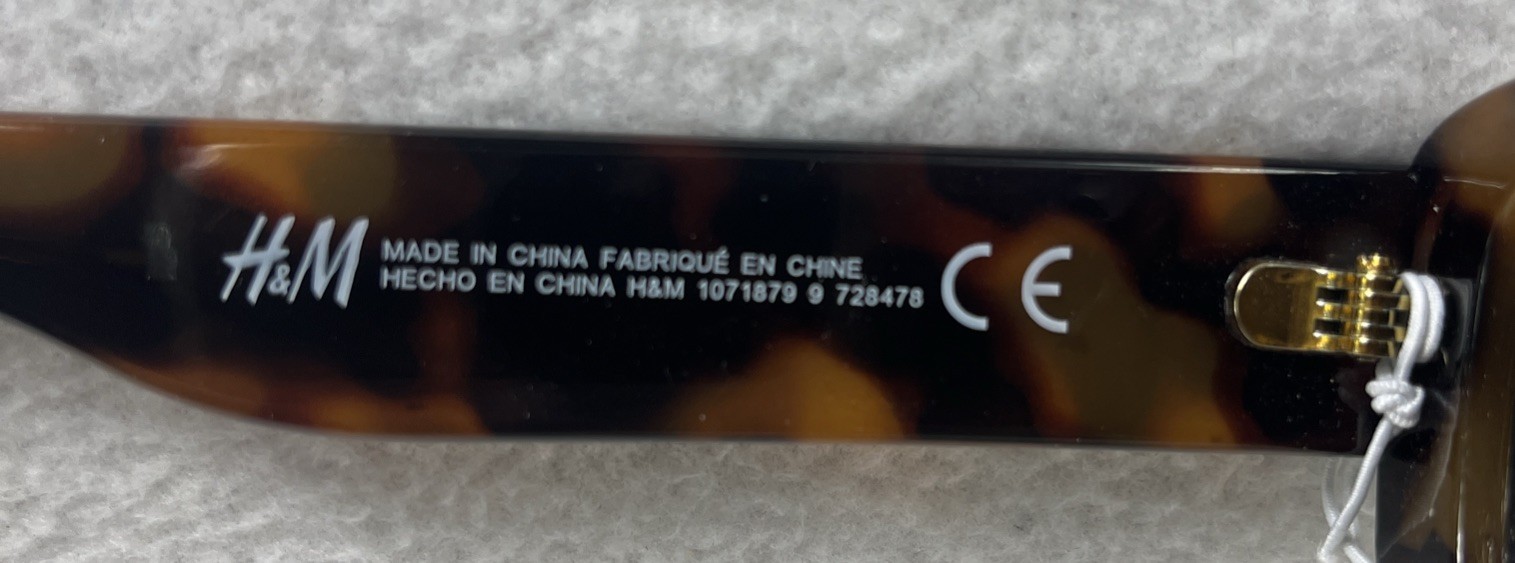 H&M
MADE IN CHINA FABRIQUÉ EN CHINE
HECHO EN CHINA H&M 1071879 9 728478
CE